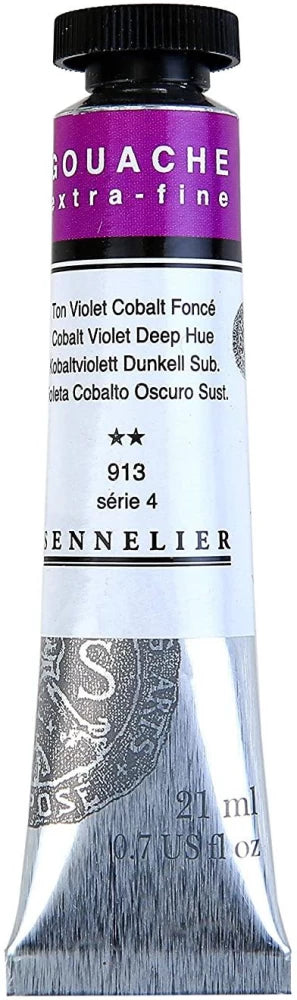 GOUACHE
extra-fine
Ton Violet Cobalt Foncé
Cobalt Violet Deep Hue
Kobaltviolett Dunkell Sub.
Violeta Cobalto Oscuro Sust.
★★
913
série 4
SENNELIER
S
ARTS
21 ml
0.7 US fl oz